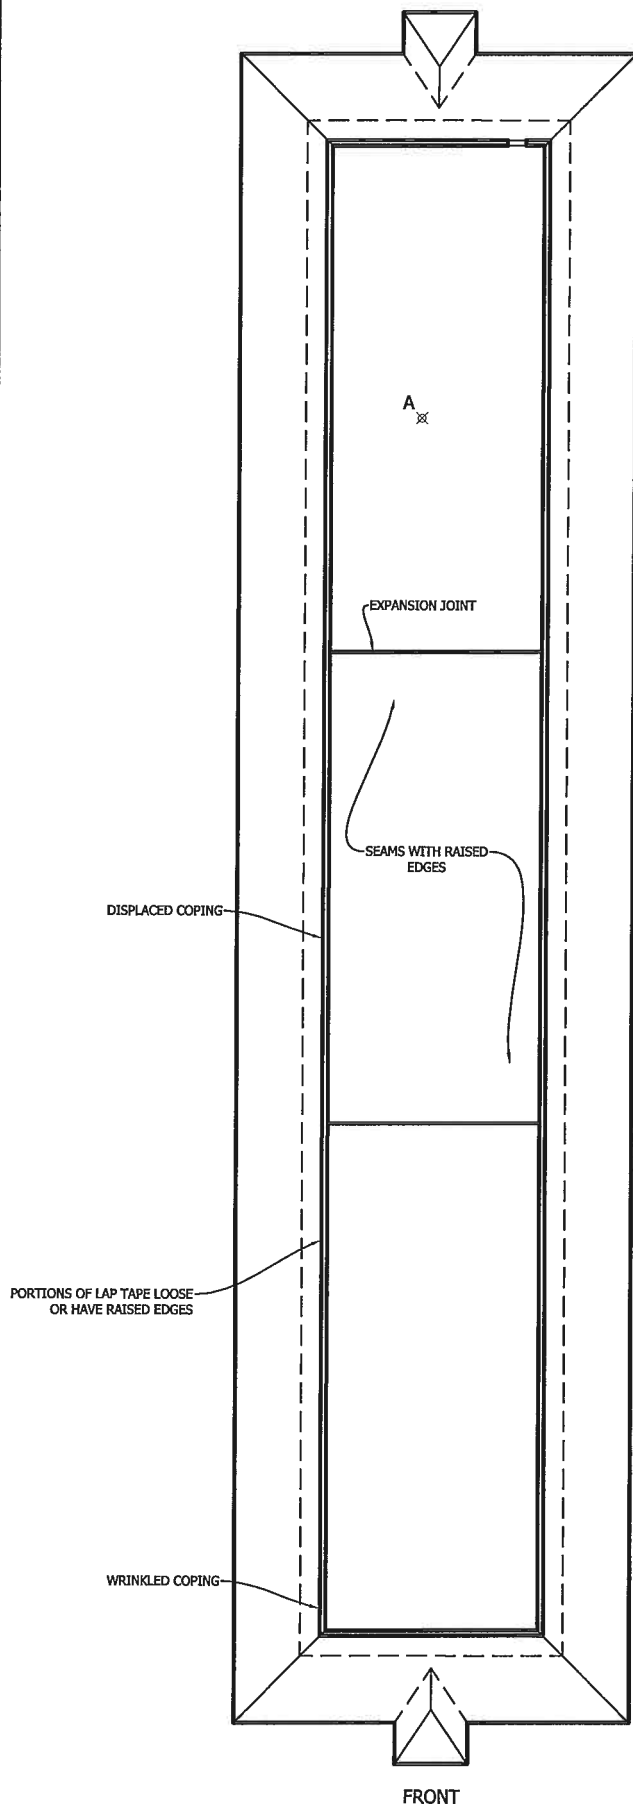 A
EXPANSION JOINT
SEAMS WITH RAISED
EDGES
DISPLACED COPING
PORTIONS OF LAP TAPE LOOSE
OR HAVE RAISED EDGES
WRINKLED COPING
FRONT